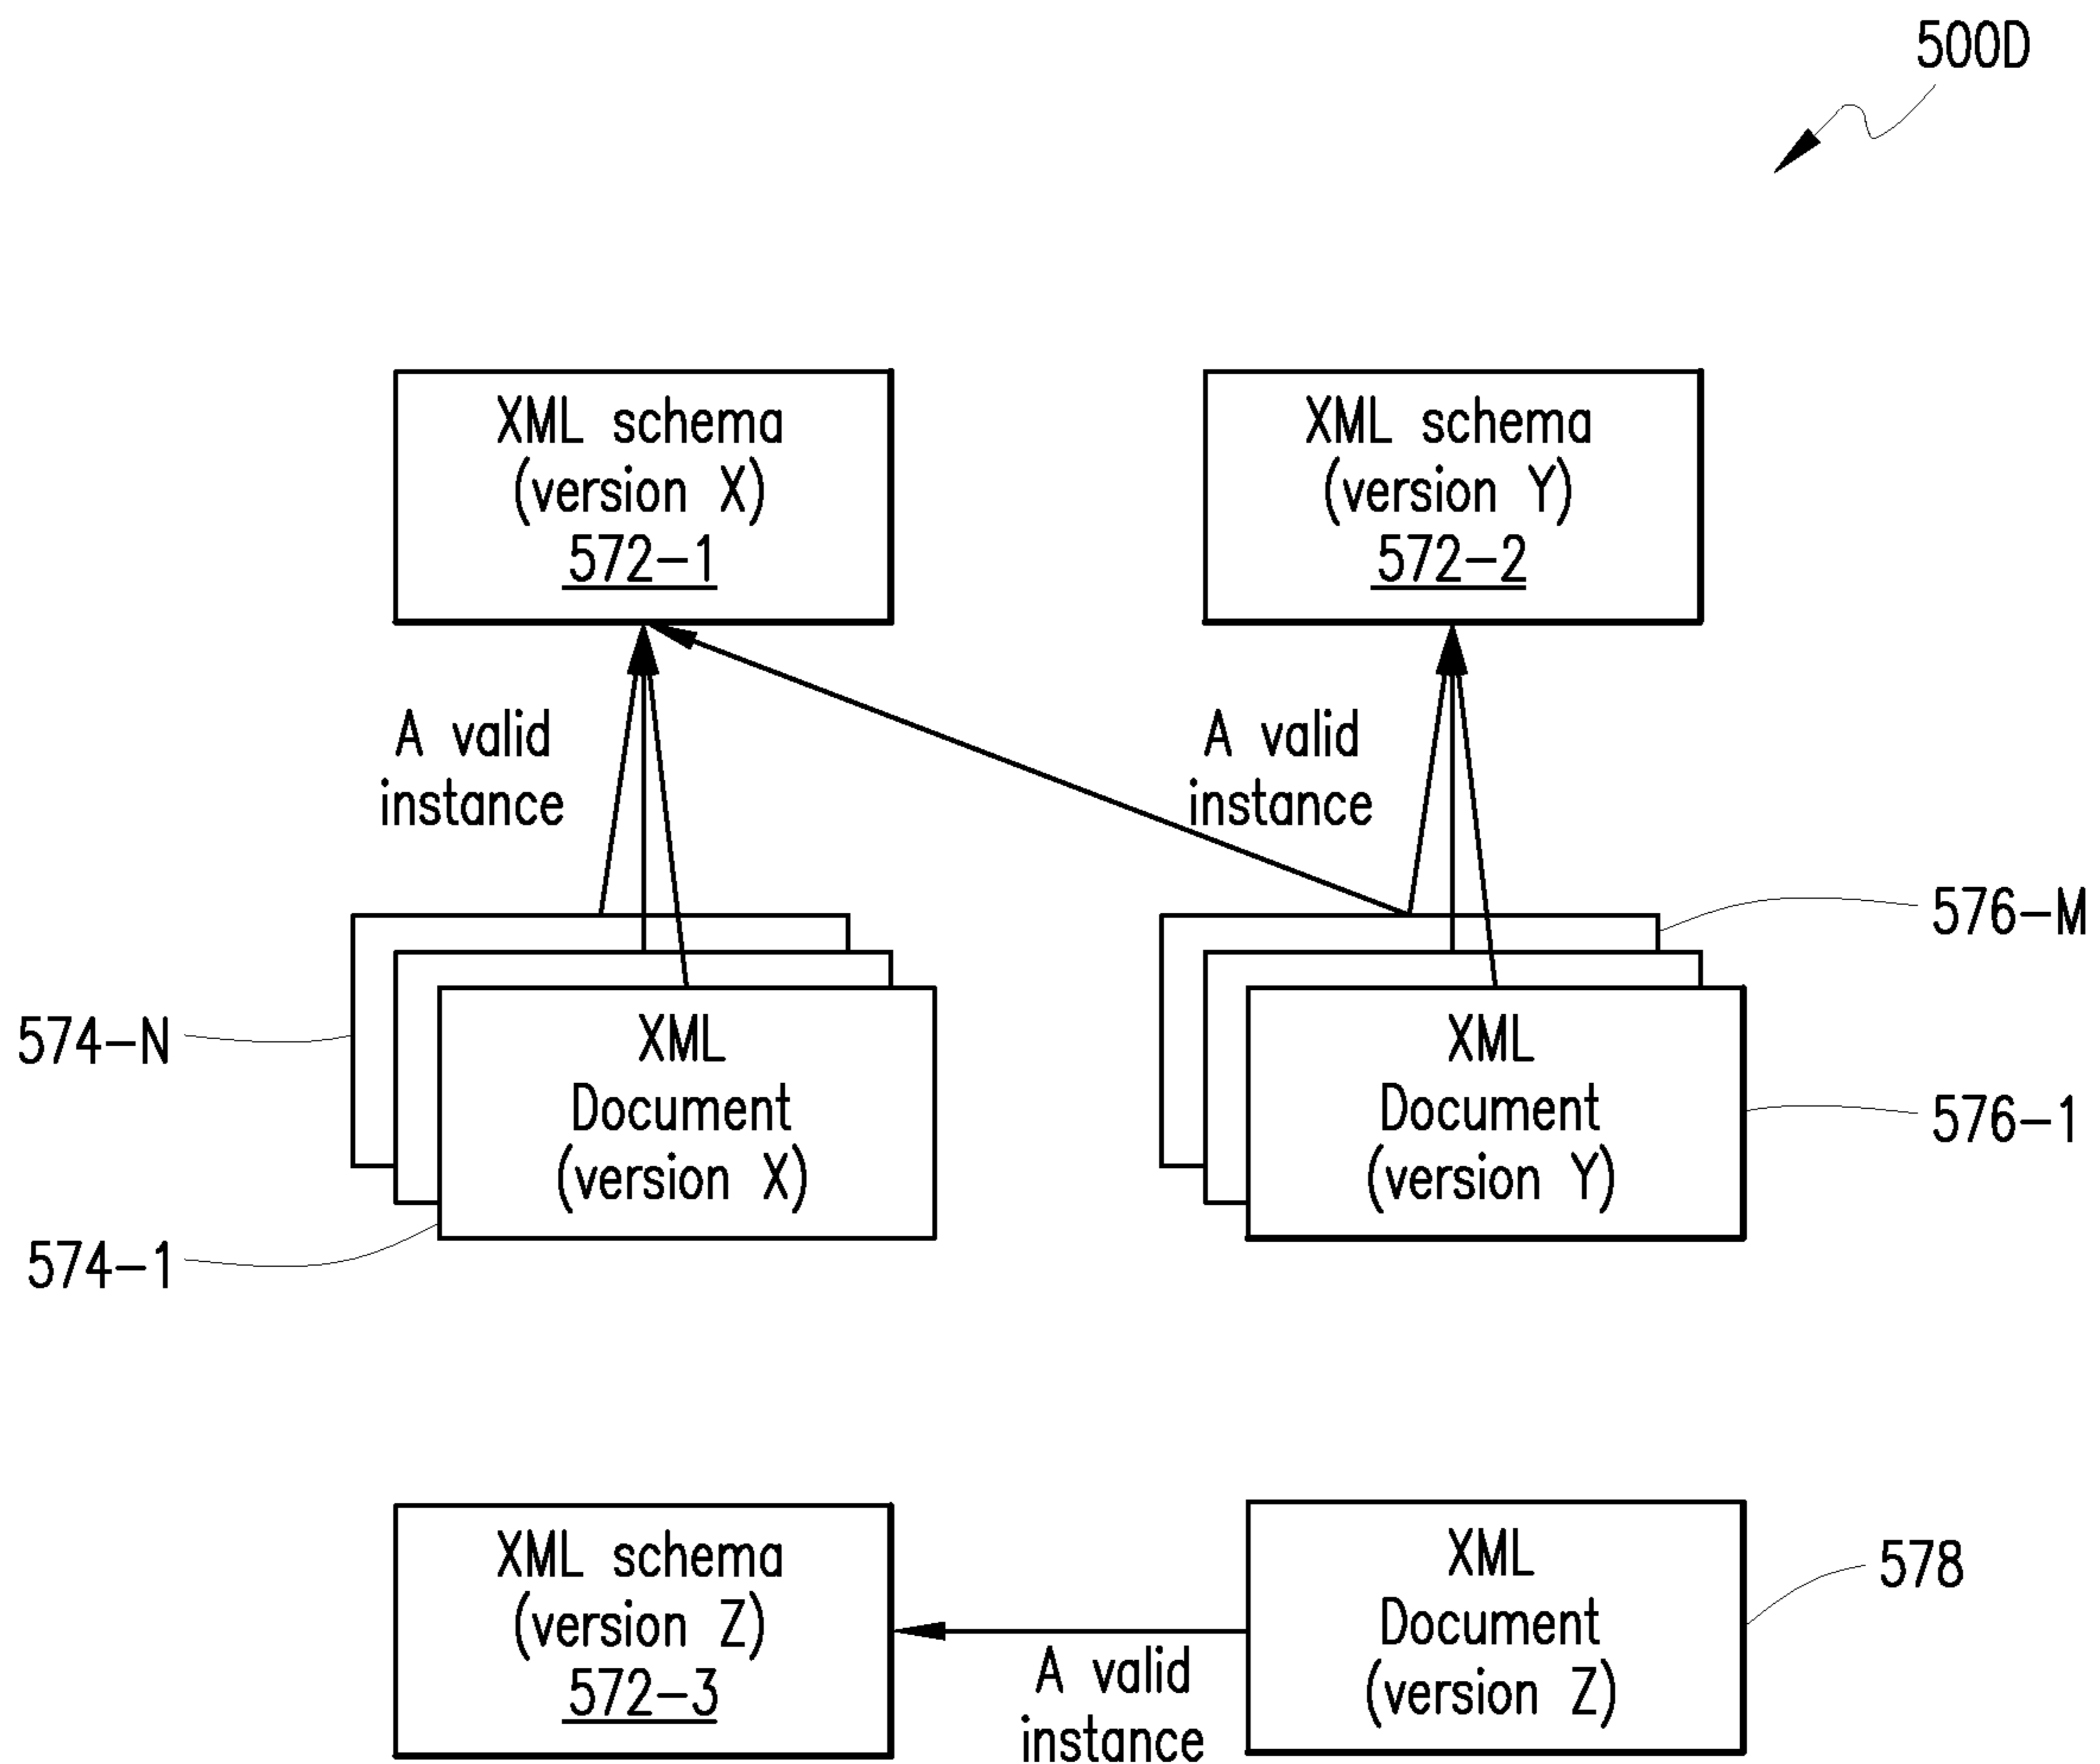 500D
XML schema
(version X)
572-1
XML schema
(version Y)
572-2
A valid
instance
A valid
instance
576-M
574-N
XML
Document
(version X)
XML
Document
(version Y)
576-1
574-1
XML schema
(version Z)
572-3
XML
Document
(version Z)
578
A valid
instance